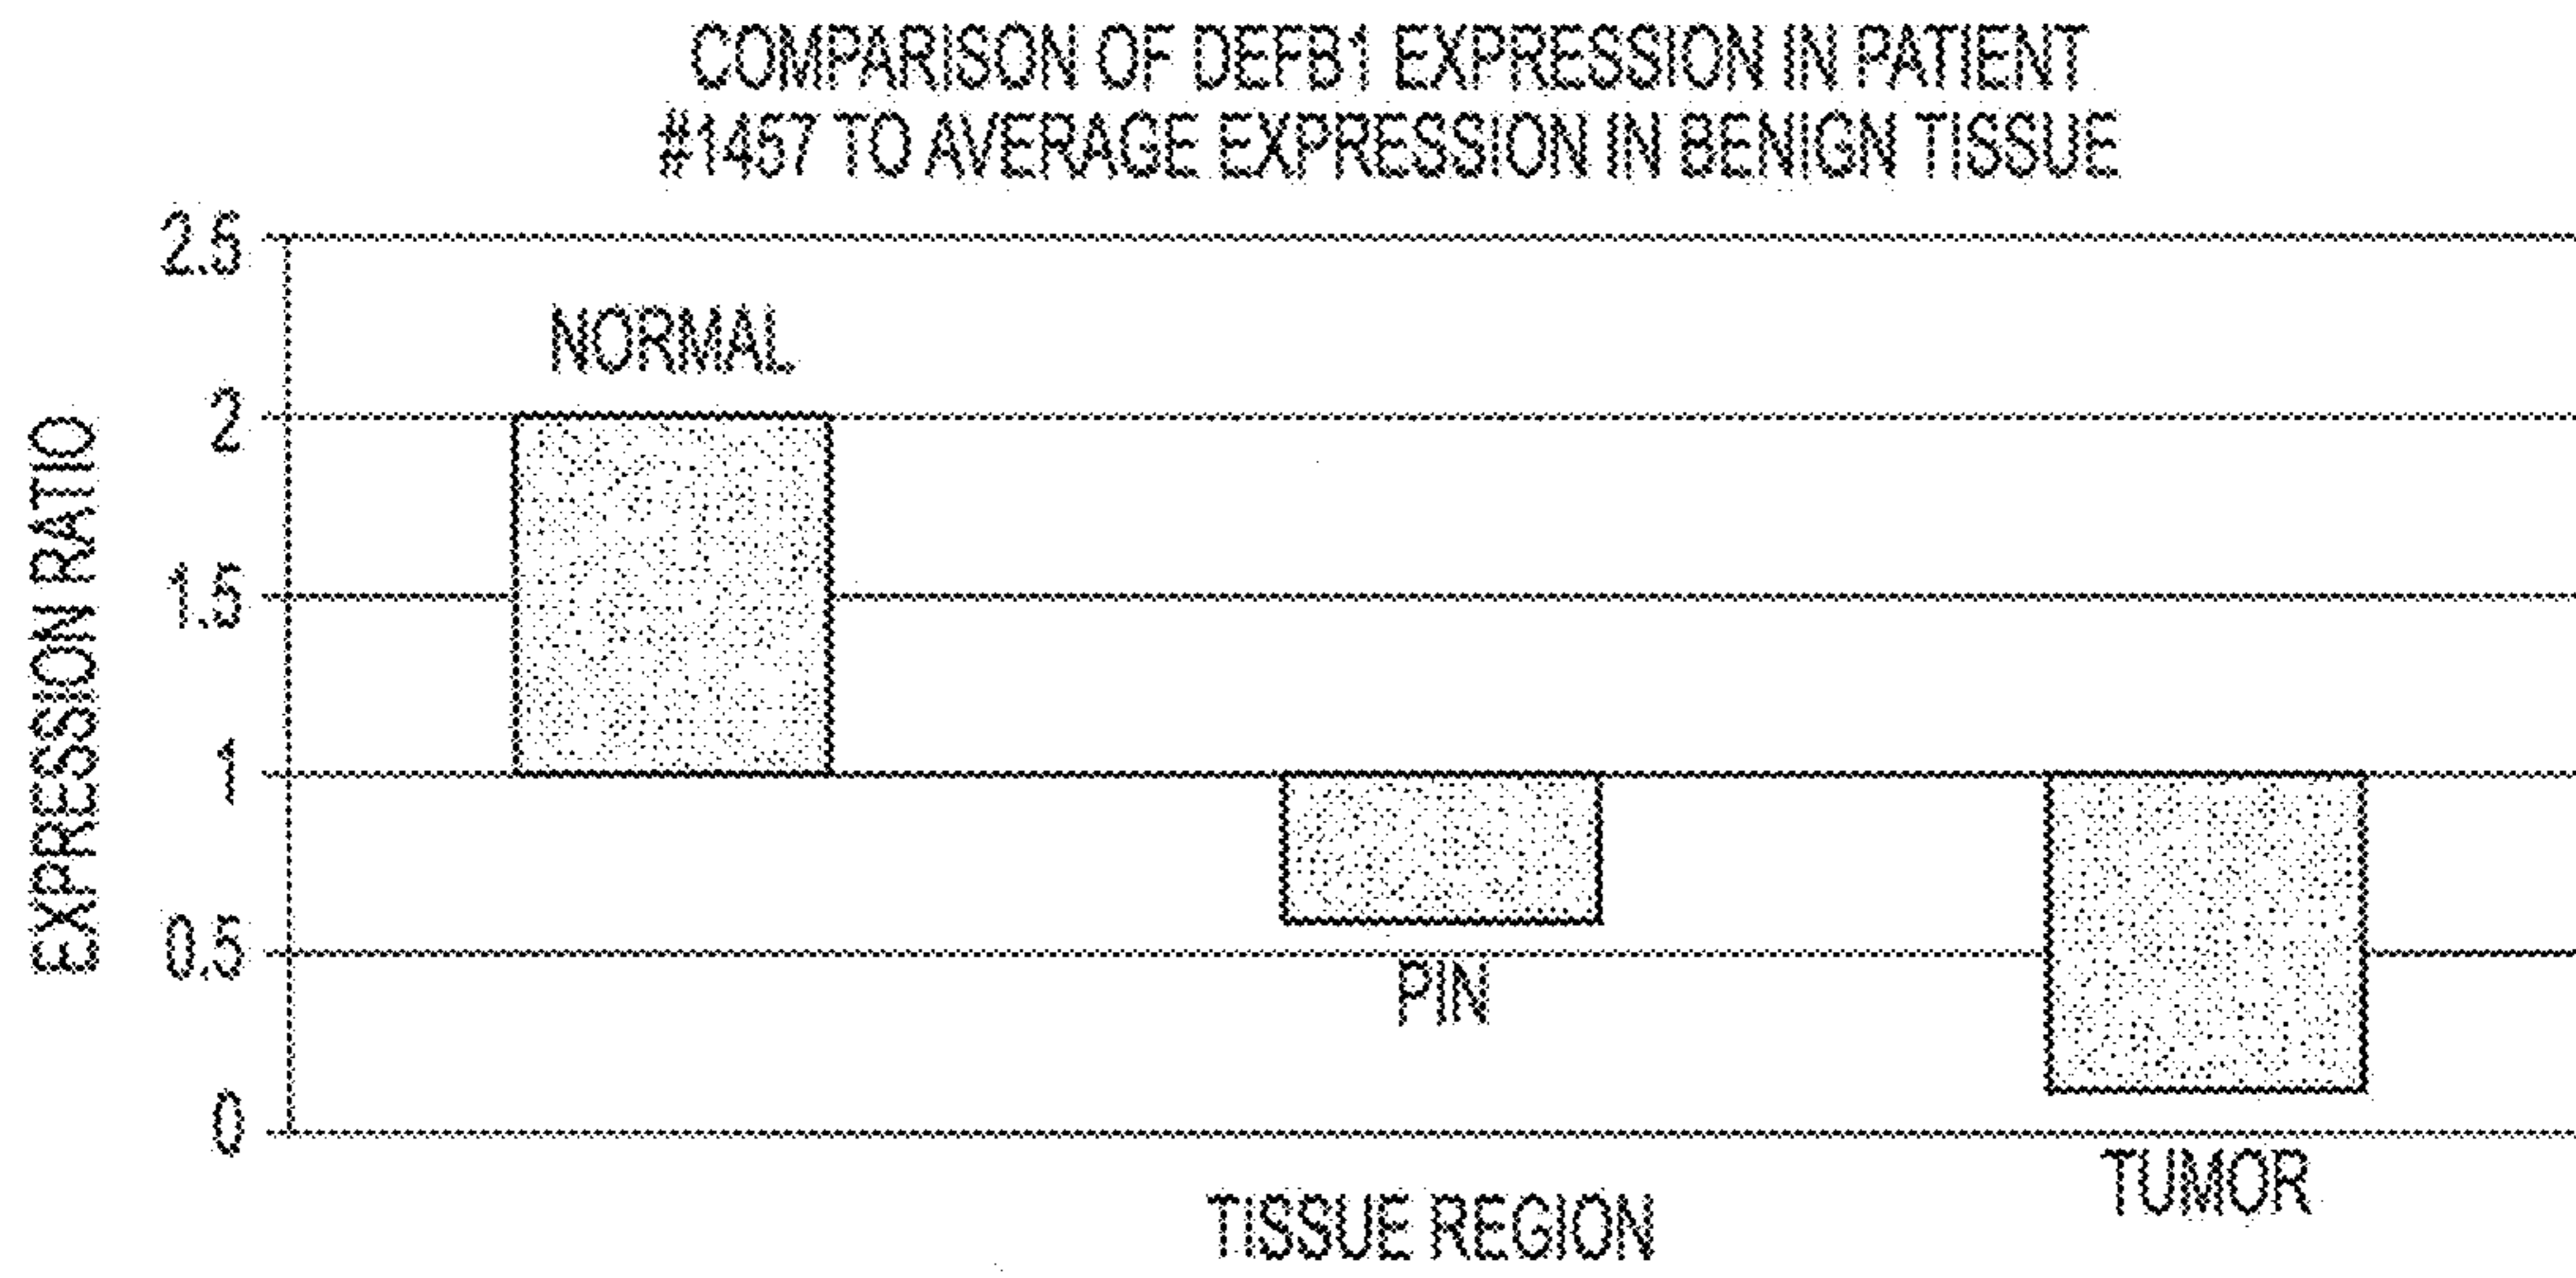 COMPARISON OF DEFB1 EXPRESSION IN PATIENT
#1457 TO AVERAGE EXPRESSION IN BENIGN TISSUE
EXPRESSION RATIO
2.5
2
1.5
1
0.5
0
NORMAL
PIN
TUMOR
TISSUE REGION